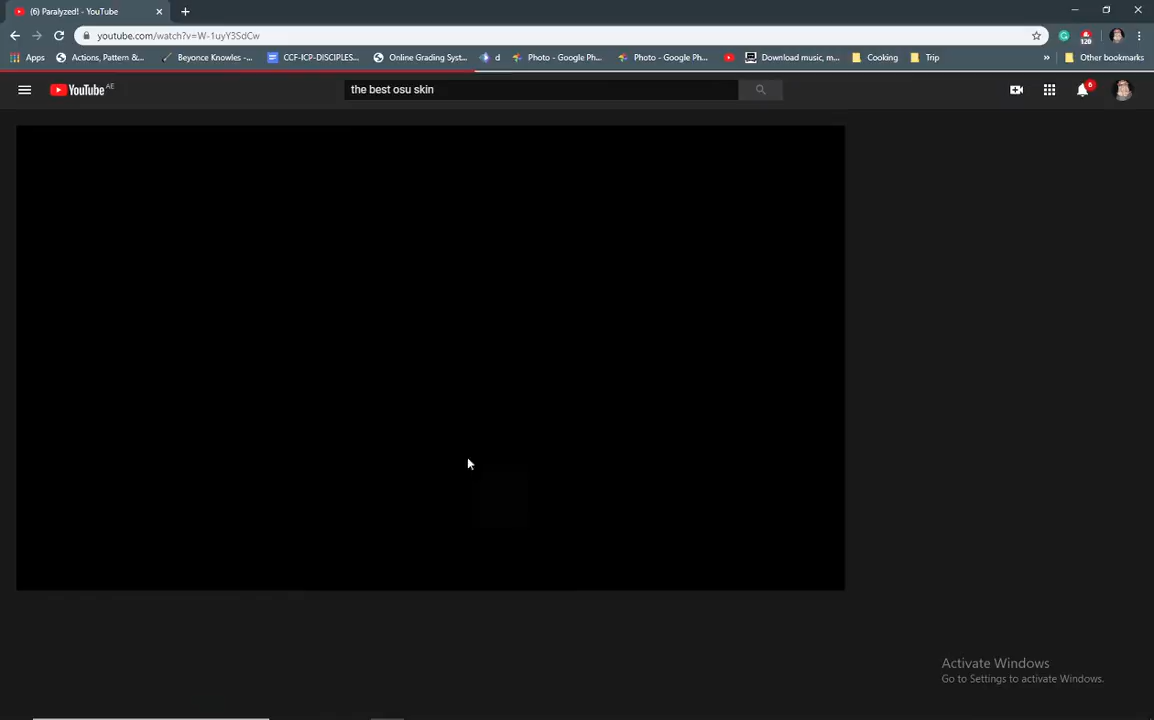 (6) Paralyzed! - YouTube
youtube.com/watch?v=W-1uyY3SdCw
Apps Actions, Pattern &... Beyonce Knowles -... CCF-ICP-DISCIPLES... Online Grading Syst... d Photo - Google Ph... Photo - Google Ph... Download music, m... Cooking Trip » Other bookmarks
120
YouTube AE
the best osu skin
6
Activate Windows
Go to Settings to activate Windows.